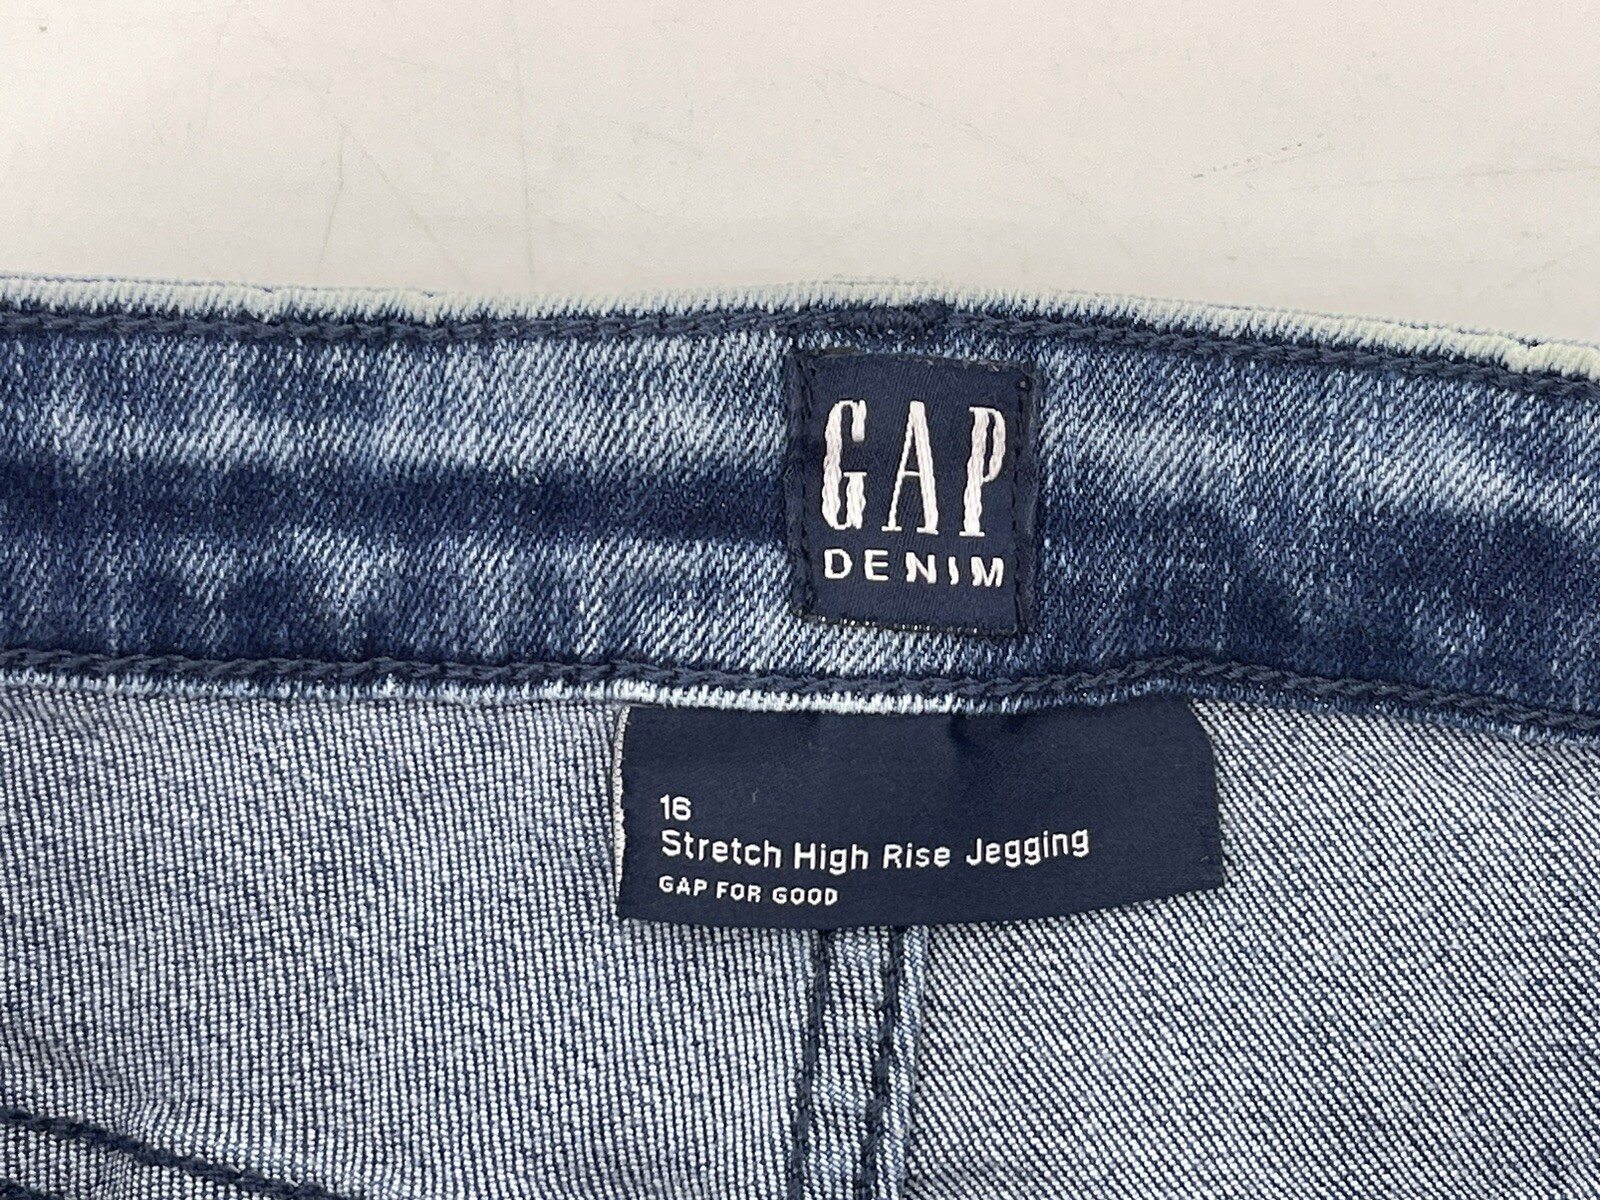 GAP
DENIM
16
Stretch High Rise Jegging
GAP FOR GOOD